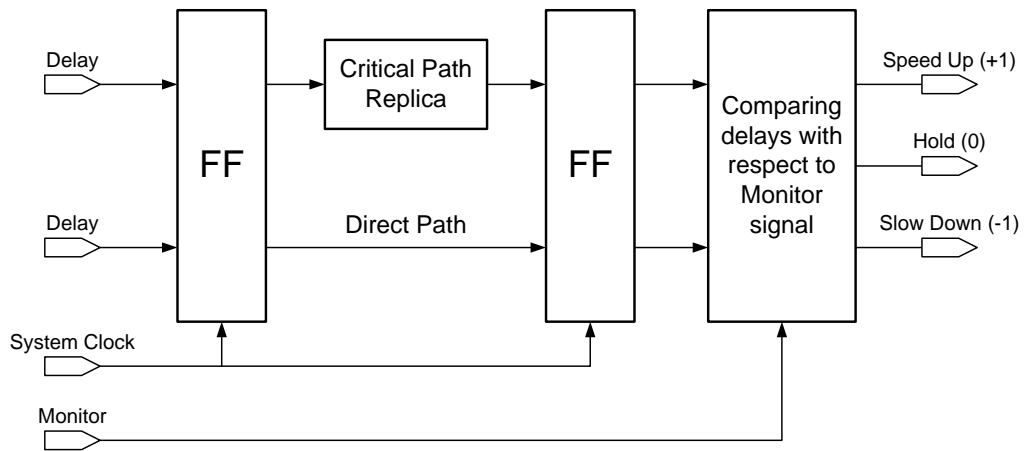 Delay
Critical Path
Replica
Speed Up (+1)
FF
FF
Comparing
delays with
respect to
Monitor
signal
Hold (0)
Delay
Direct Path
Slow Down (-1)
System Clock
Monitor